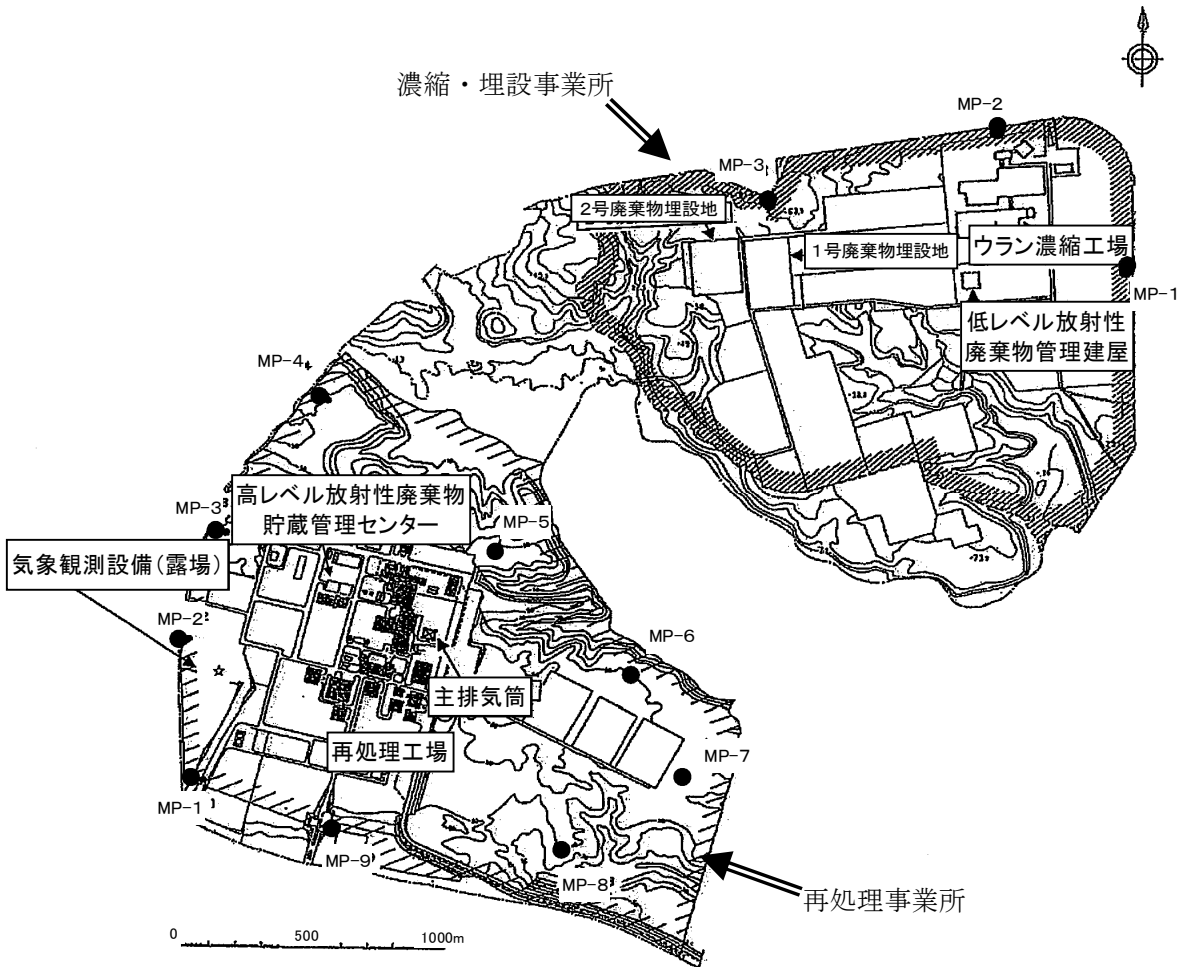 濃縮・埋設事業所
MP-2
MP-3
2号廃棄物埋設地
1号廃棄物埋設地
ウラン濃縮工場
MP-1
低レベル放射性
廃棄物管理建屋
MP-4
高レベル放射性廃棄物
貯蔵管理センター
MP-3
MP-5
気象観測設備(露場)
MP-2
MP-6
主排気筒
再処理工場
MP-7
MP-1
MP-9
MP-8
再処理事業所
0 500 1000m